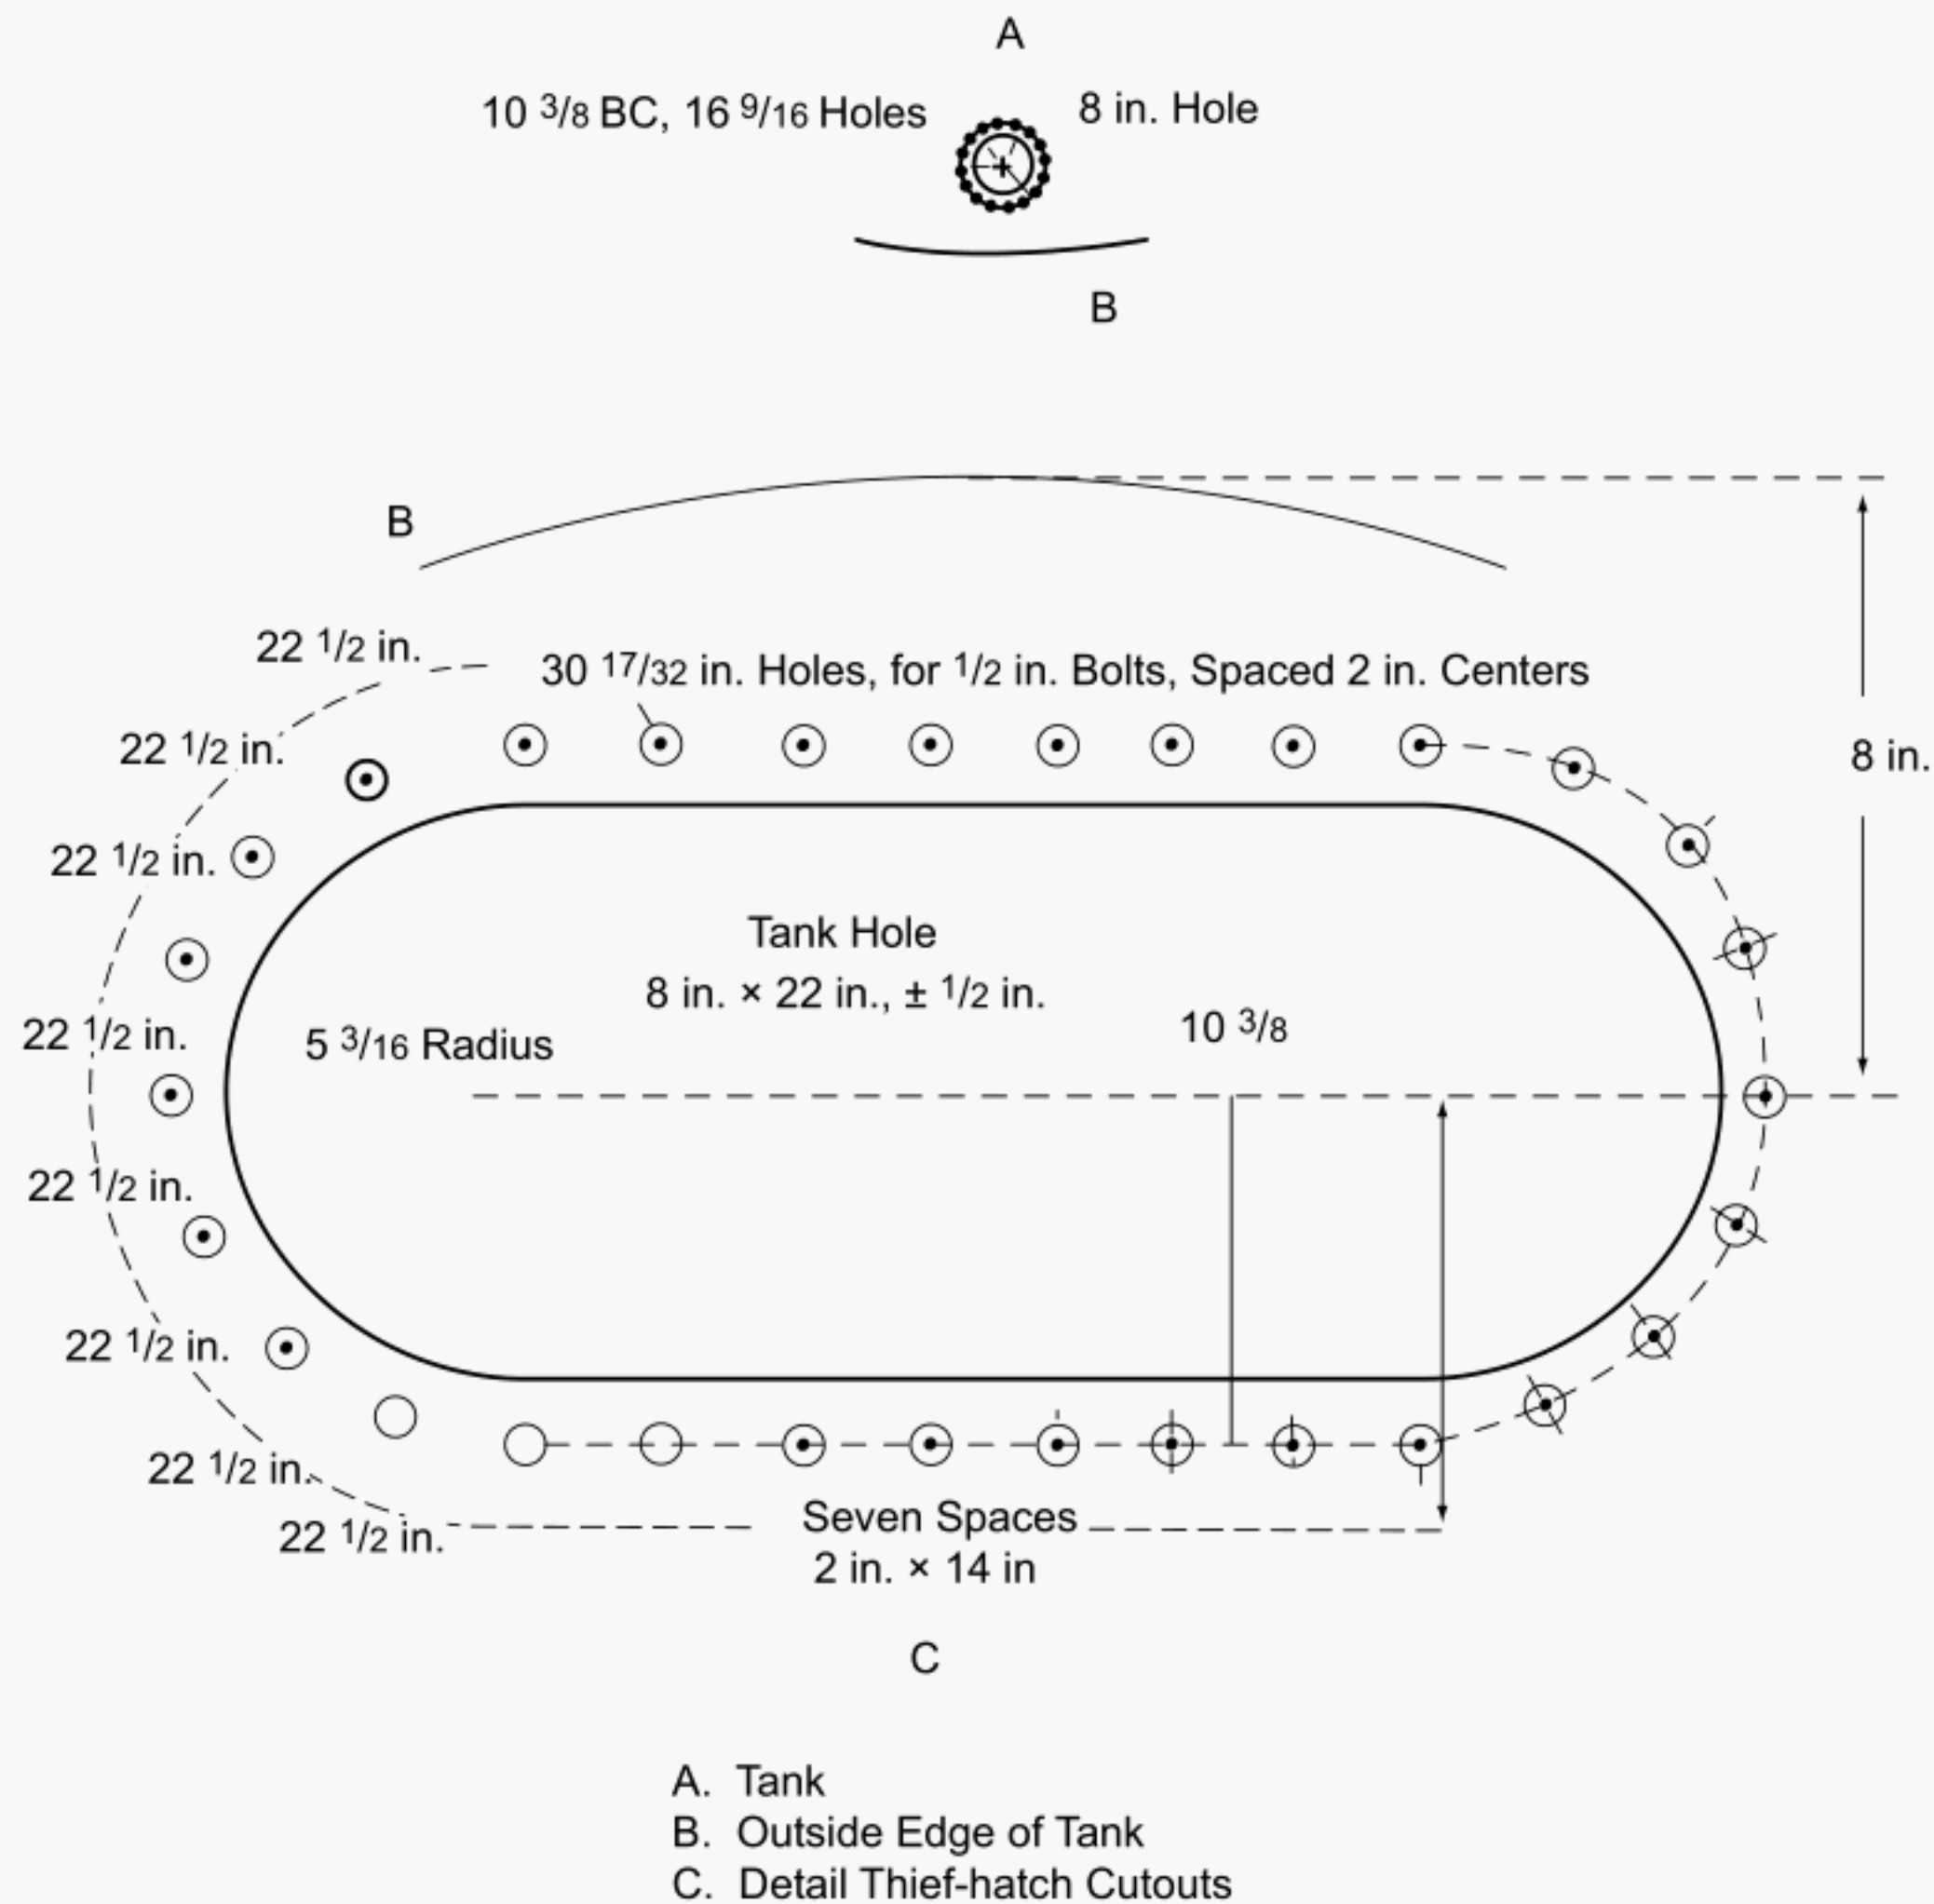 A
10 3/8 BC, 16 9/16 Holes
8 in. Hole
B
B
22 1/2 in.
30 17/32 in. Holes, for 1/2 in. Bolts, Spaced 2 in. Centers
22 1/2 in.
8 in.
22 1/2 in.
Tank Hole
8 in. × 22 in., ± 1/2 in.
22 1/2 in.
5 3/16 Radius
10 3/8
22 1/2 in.
22 1/2 in.
22 1/2 in.
22 1/2 in.
Seven Spaces
2 in. × 14 in
C
A. Tank
B. Outside Edge of Tank
C. Detail Thief-hatch Cutouts